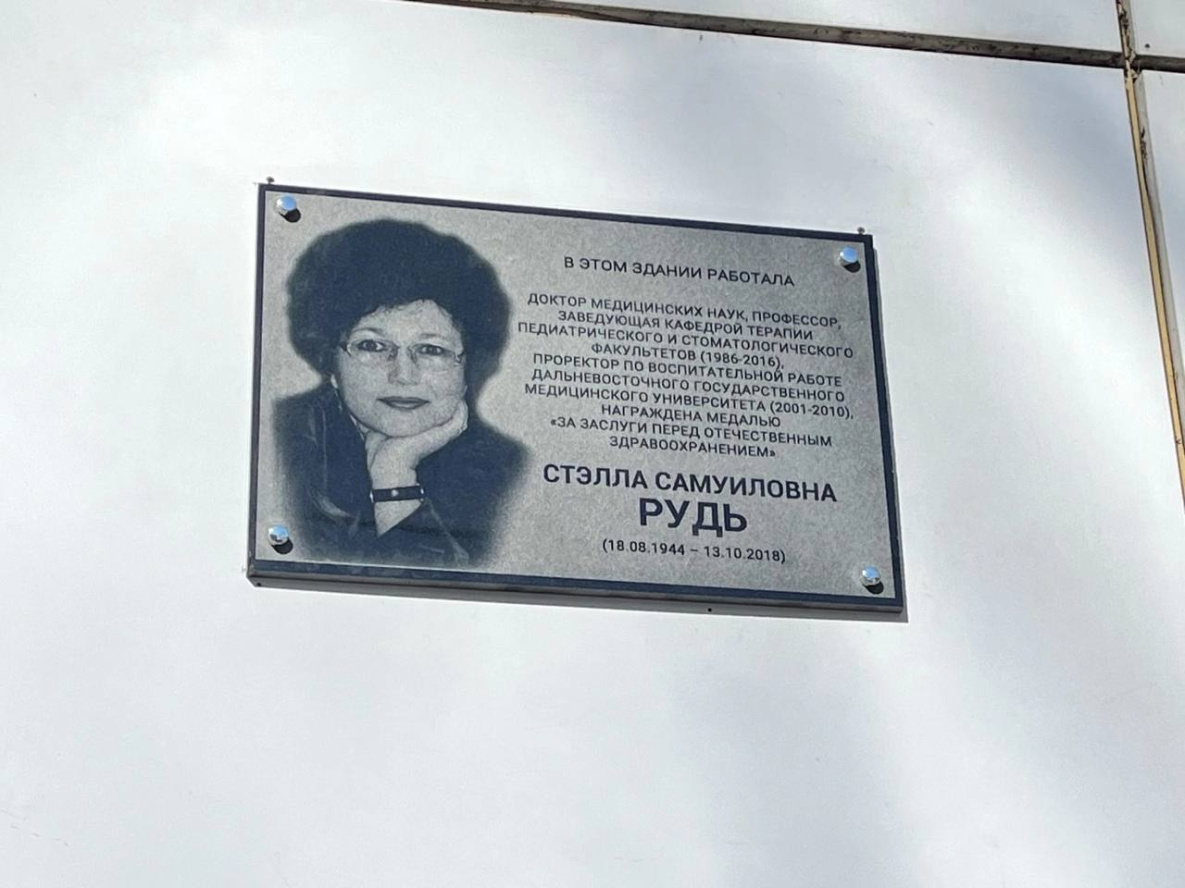 В ЭТОМ ЗДАНИИ РАБОТАЛА
ДОКТОР МЕДИЦИНСКИХ НАУК, ПРОФЕССОР,
ЗАВЕДУЮЩАЯ КАФЕДРОЙ ТЕРАПИИ
ПЕДИАТРИЧЕСКОГО И СТОМАТОЛОГИЧЕСКОГО
ФАКУЛЬТЕТОВ (1986-2016),
ПРОРЕКТОР ПО ВОСПИТАТЕЛЬНОЙ РАБОТЕ
ДАЛЬНЕВОСТОЧНОГО ГОСУДАРСТВЕННОГО
МЕДИЦИНСКОГО УНИВЕРСИТЕТА (2001-2010),
НАГРАЖДЕНА МЕДАЛЬЮ
«ЗА ЗАСЛУГИ ПЕРЕД ОТЕЧЕСТВЕННЫМ
ЗДРАВООХРАНЕНИЕМ»
СТЭЛЛА САМУИЛОВНА
РУДЬ
(18.08.1944 – 13.10.2018)